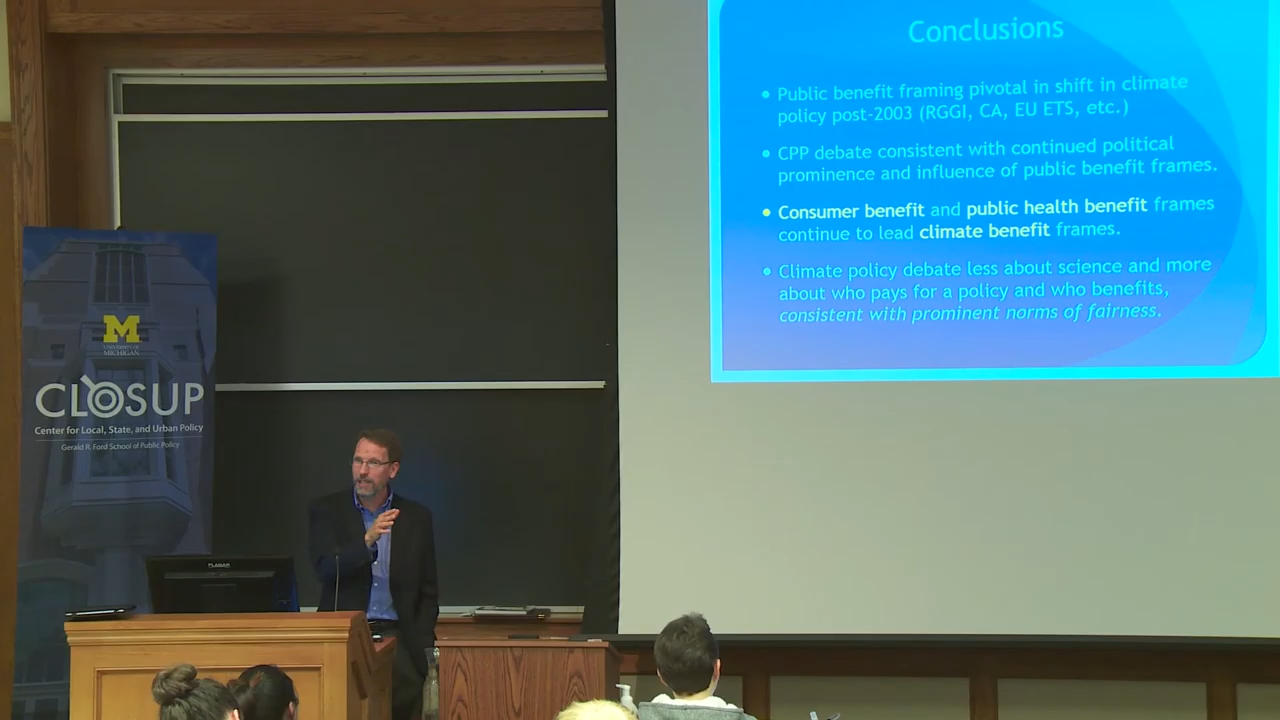 Conclusions
• Public benefit framing pivotal in shift in climate
policy post-2003 (RGGI, CA, EU ETS, etc.)
• CPP debate consistent with continued political
prominence and influence of public benefit frames.
• Consumer benefit and public health benefit frames
continue to lead climate benefit frames.
• Climate policy debate less about science and more
about who pays for a policy and who benefits,
consistent with prominent norms of fairness.
M
UNIVERSITY OF
MICHIGAN
CLOSUP
Center for Local, State, and Urban Policy
Gerald R. Ford School of Public Policy
PLANAR